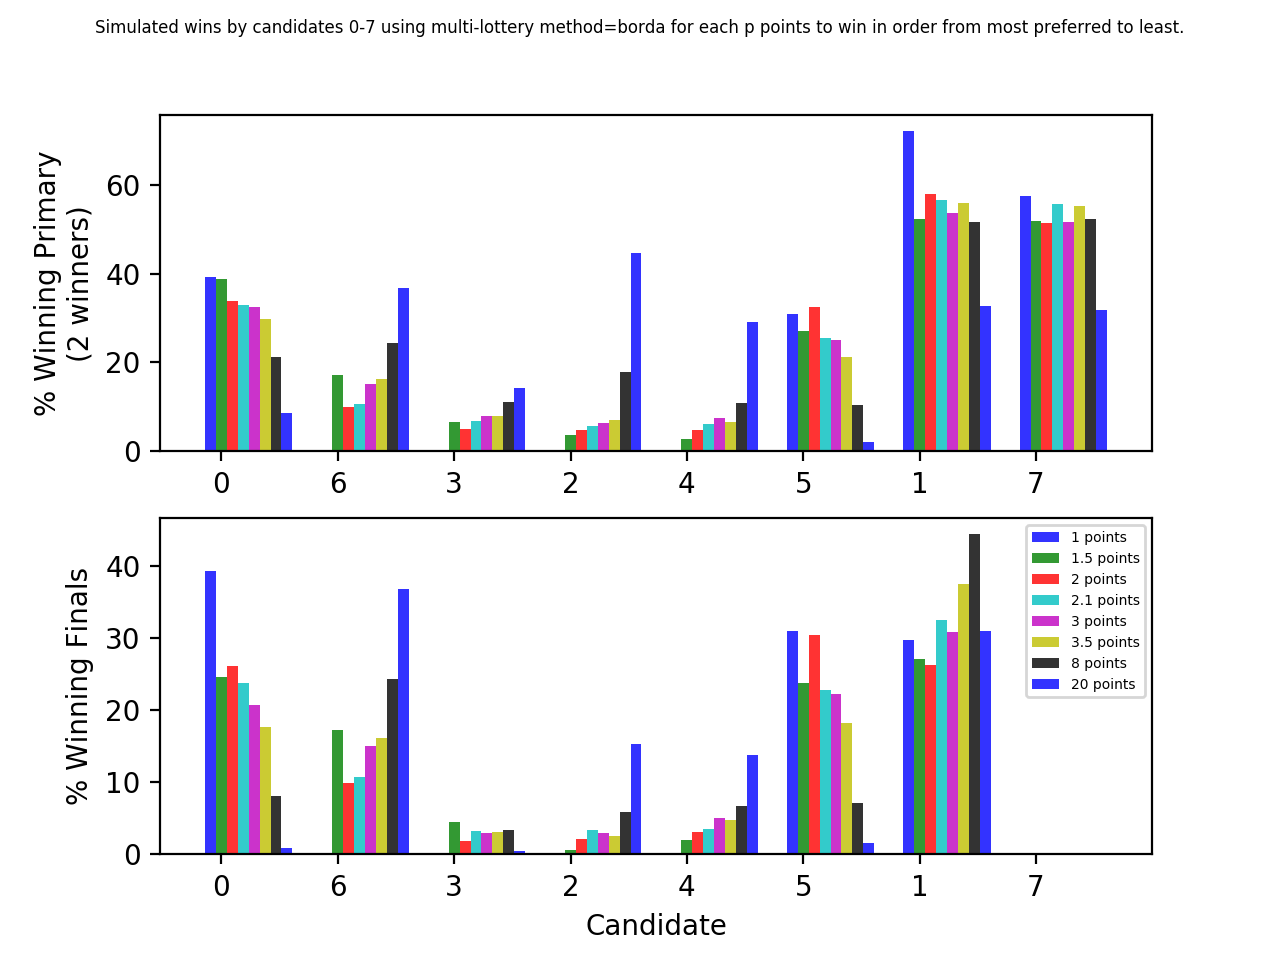 Simulated wins by candidates 0-7 using multi-lottery method=borda for each p points to win in order from most preferred to least.
% Winning Primary
(2 winners)
60
40
20
0
0 6 3 2 4 5 1 7
% Winning Finals
40
30
20
10
0
1 points
1.5 points
2 points
2.1 points
3 points
3.5 points
8 points
20 points
0 6 3 2 4 5 1 7
Candidate